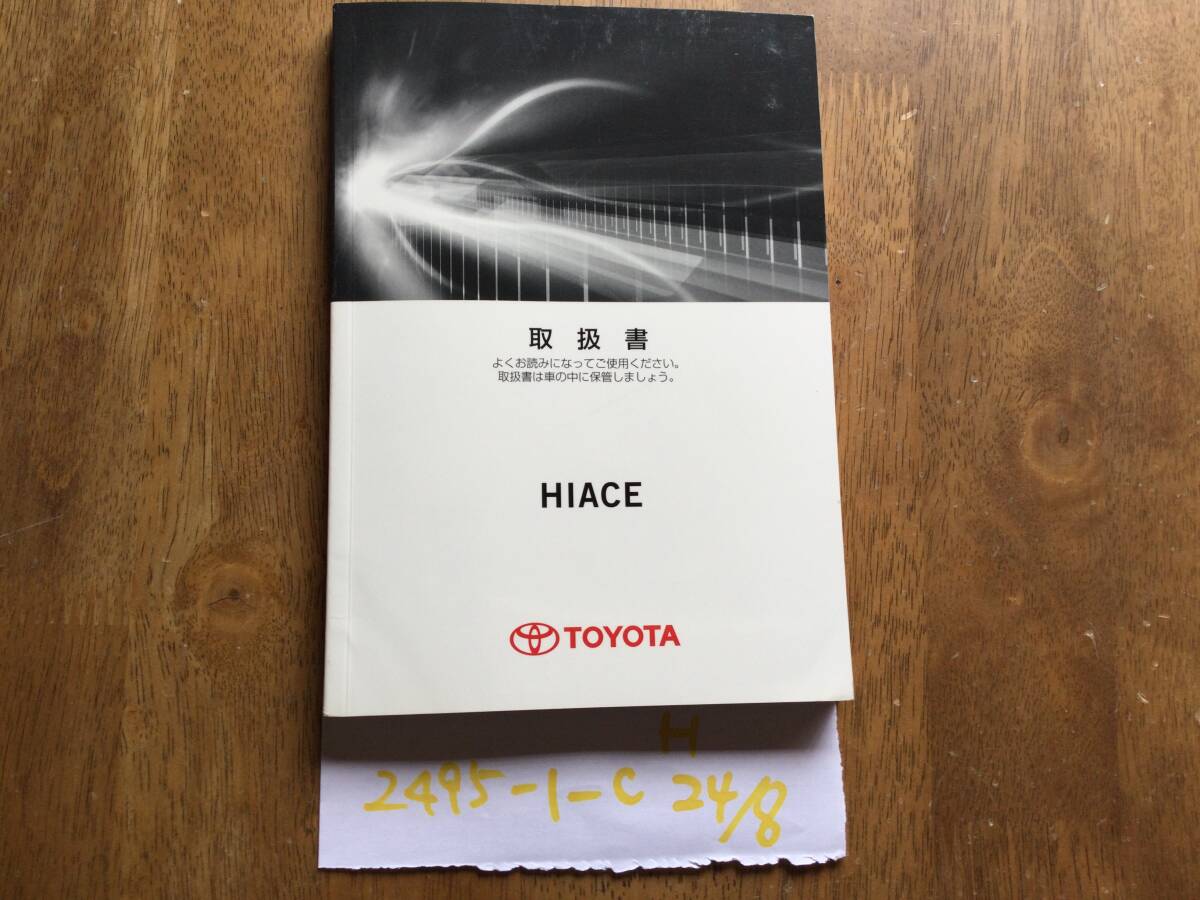 取扱書
よくお読みになってご使用ください。
取扱書は車の中に保管しましょう。
HIACE
TOYOTA
H
2495-1-C 24/8